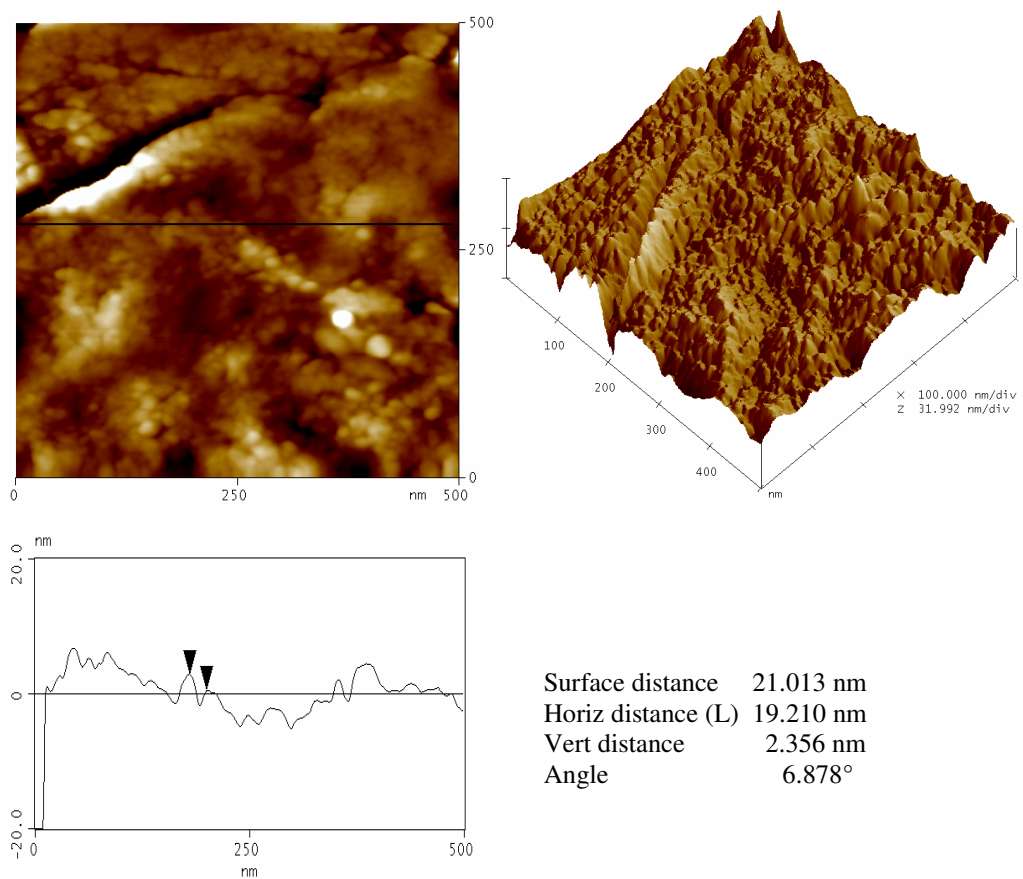 500
250
0
0
250
nm
500
100
200
300
400
nm
X 100.000 nm/div
Z 31.992 nm/div
nm
20.0
0
-20.0
0
250
500
nm
Surface distance 21.013 nm
Horiz distance (L) 19.210 nm
Vert distance 2.356 nm
Angle 6.878°